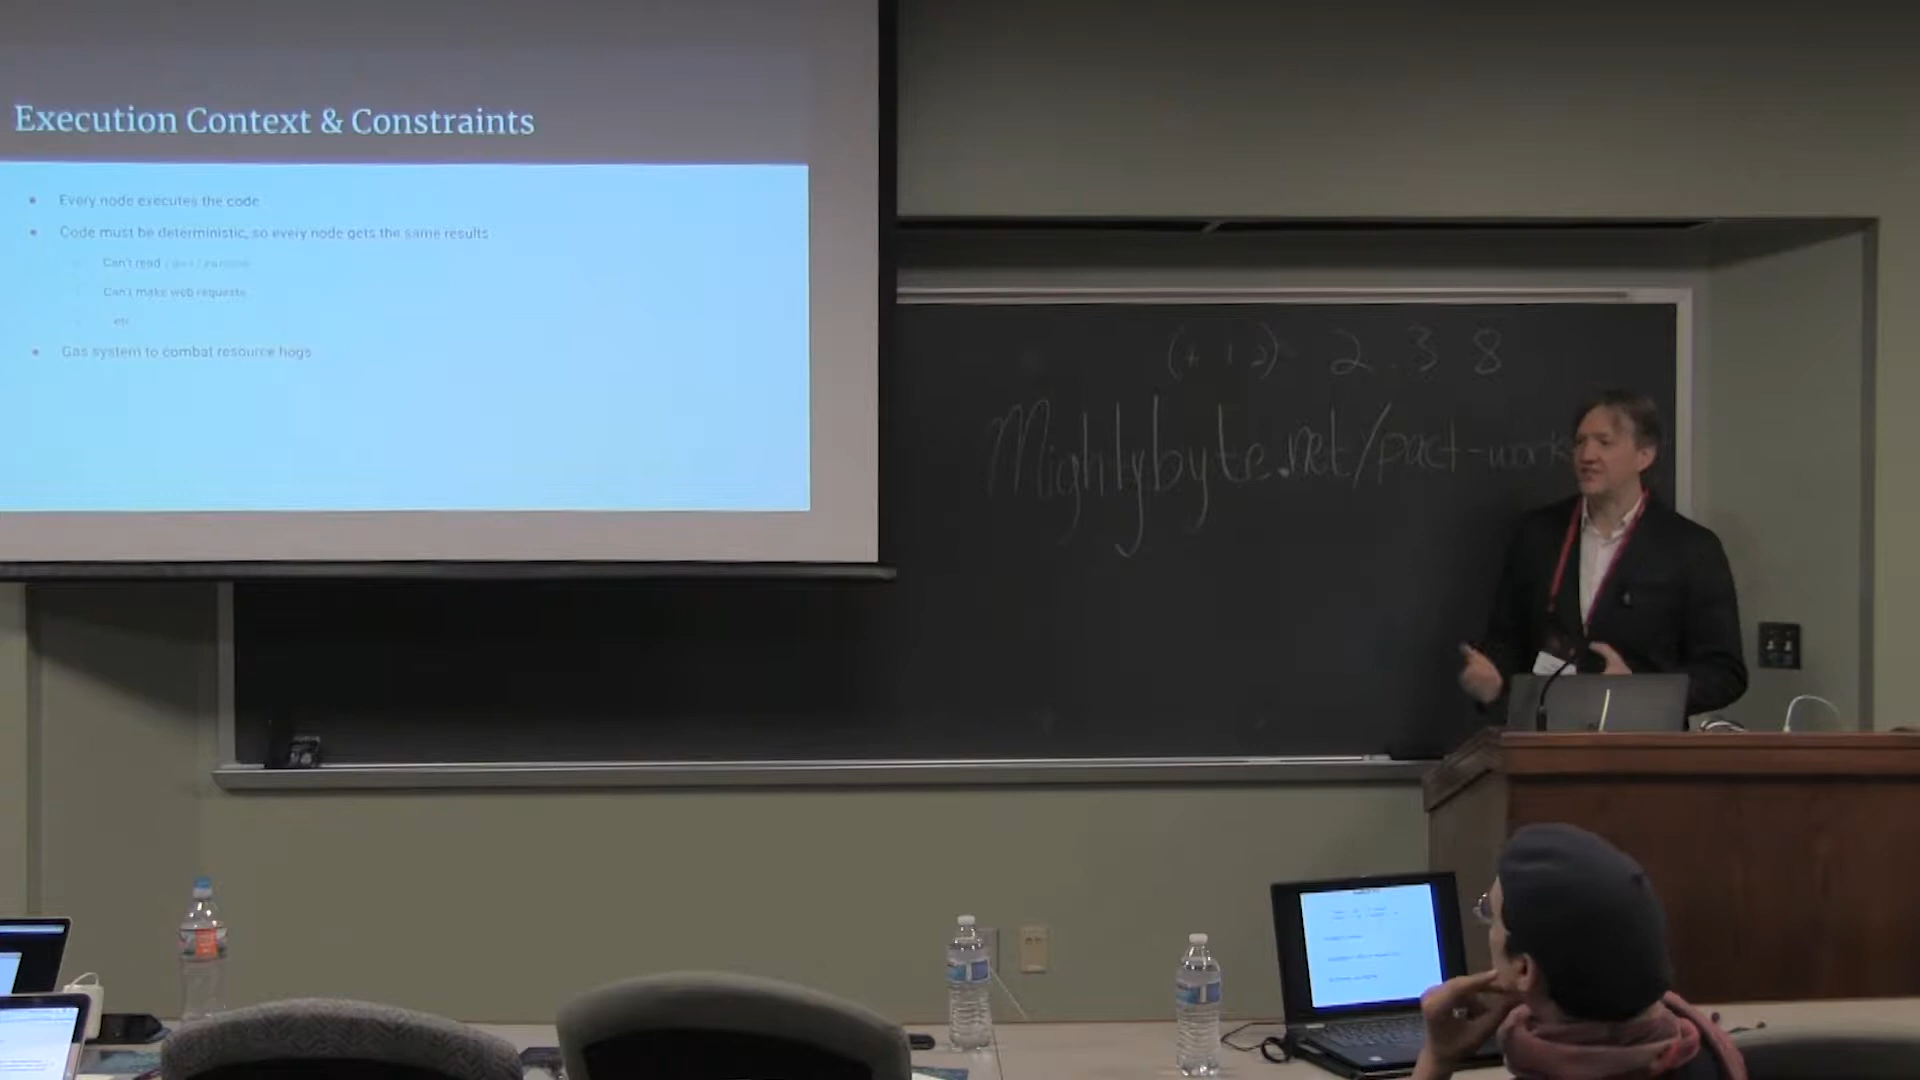 Execution Context & Constraints
Every node executes the code
Code must be deterministic, so every node gets the same results
Can't read
Can't make web requests
etc
Gas system to combat resource hogs
(+ 1 2) 2.3 8
Mightybyte.net/pact-work